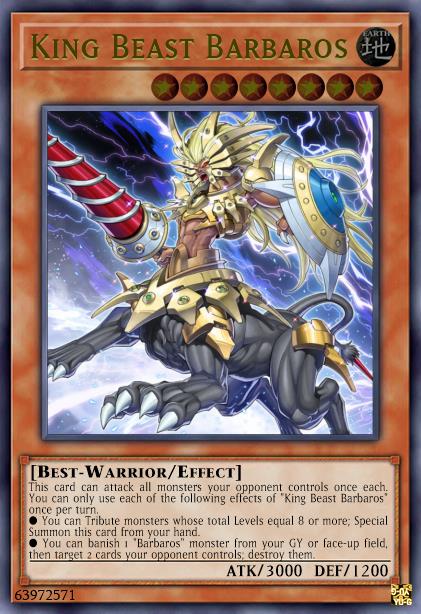 KING BEAST BARBAROS
EARTH
地
[BEST-WARRIOR/EFFECT]
This card can attack all monsters your opponent controls once each.
You can only use each of the following effects of "King Beast Barbaros"
once per turn.
● You can Tribute monsters whose total Levels equal 8 or more; Special
Summon this card from your hand.
● You can banish 1 "Barbaros" monster from your GY or face-up field,
then target 2 cards your opponent controls; destroy them.
ATK/3000 DEF/1200
63972571